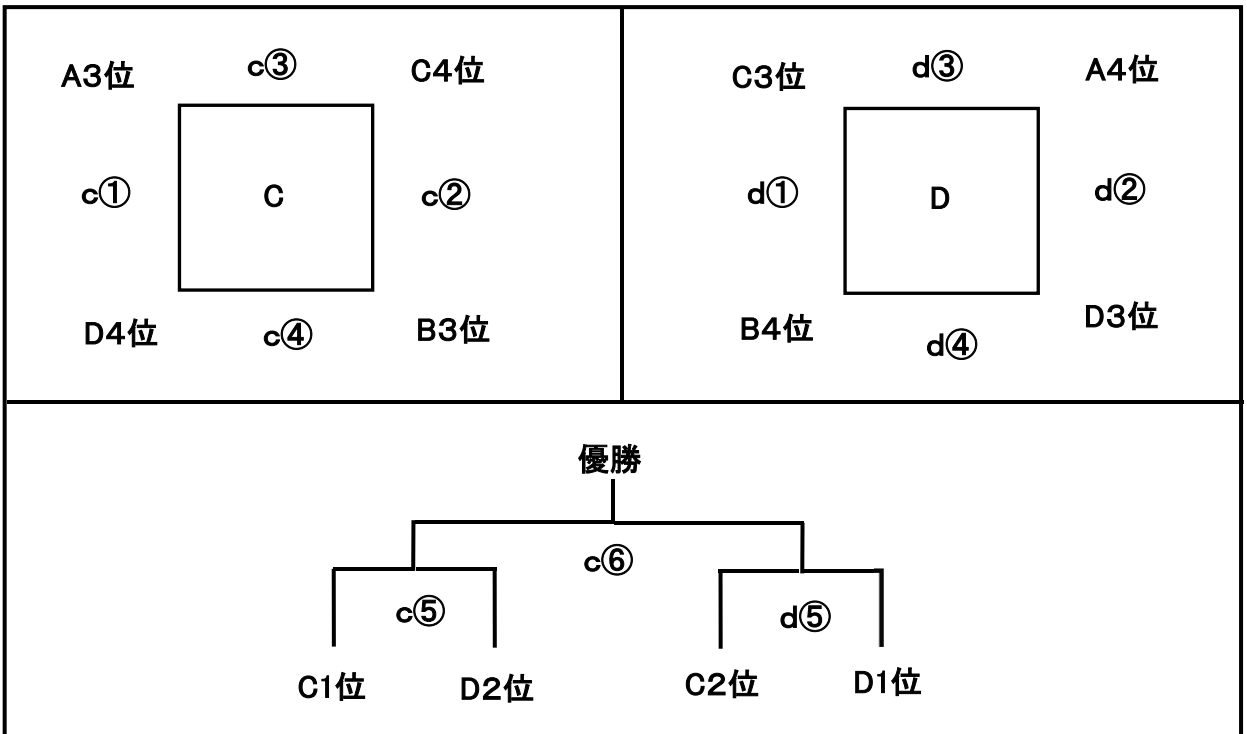 A3位 c③ C4位
c① C c②
D4位 c④ B3位
C3位 d③ A4位
d① D d②
B4位 d④ D3位
優勝
c⑥
c⑤ d⑤
C1位 D2位 C2位 D1位